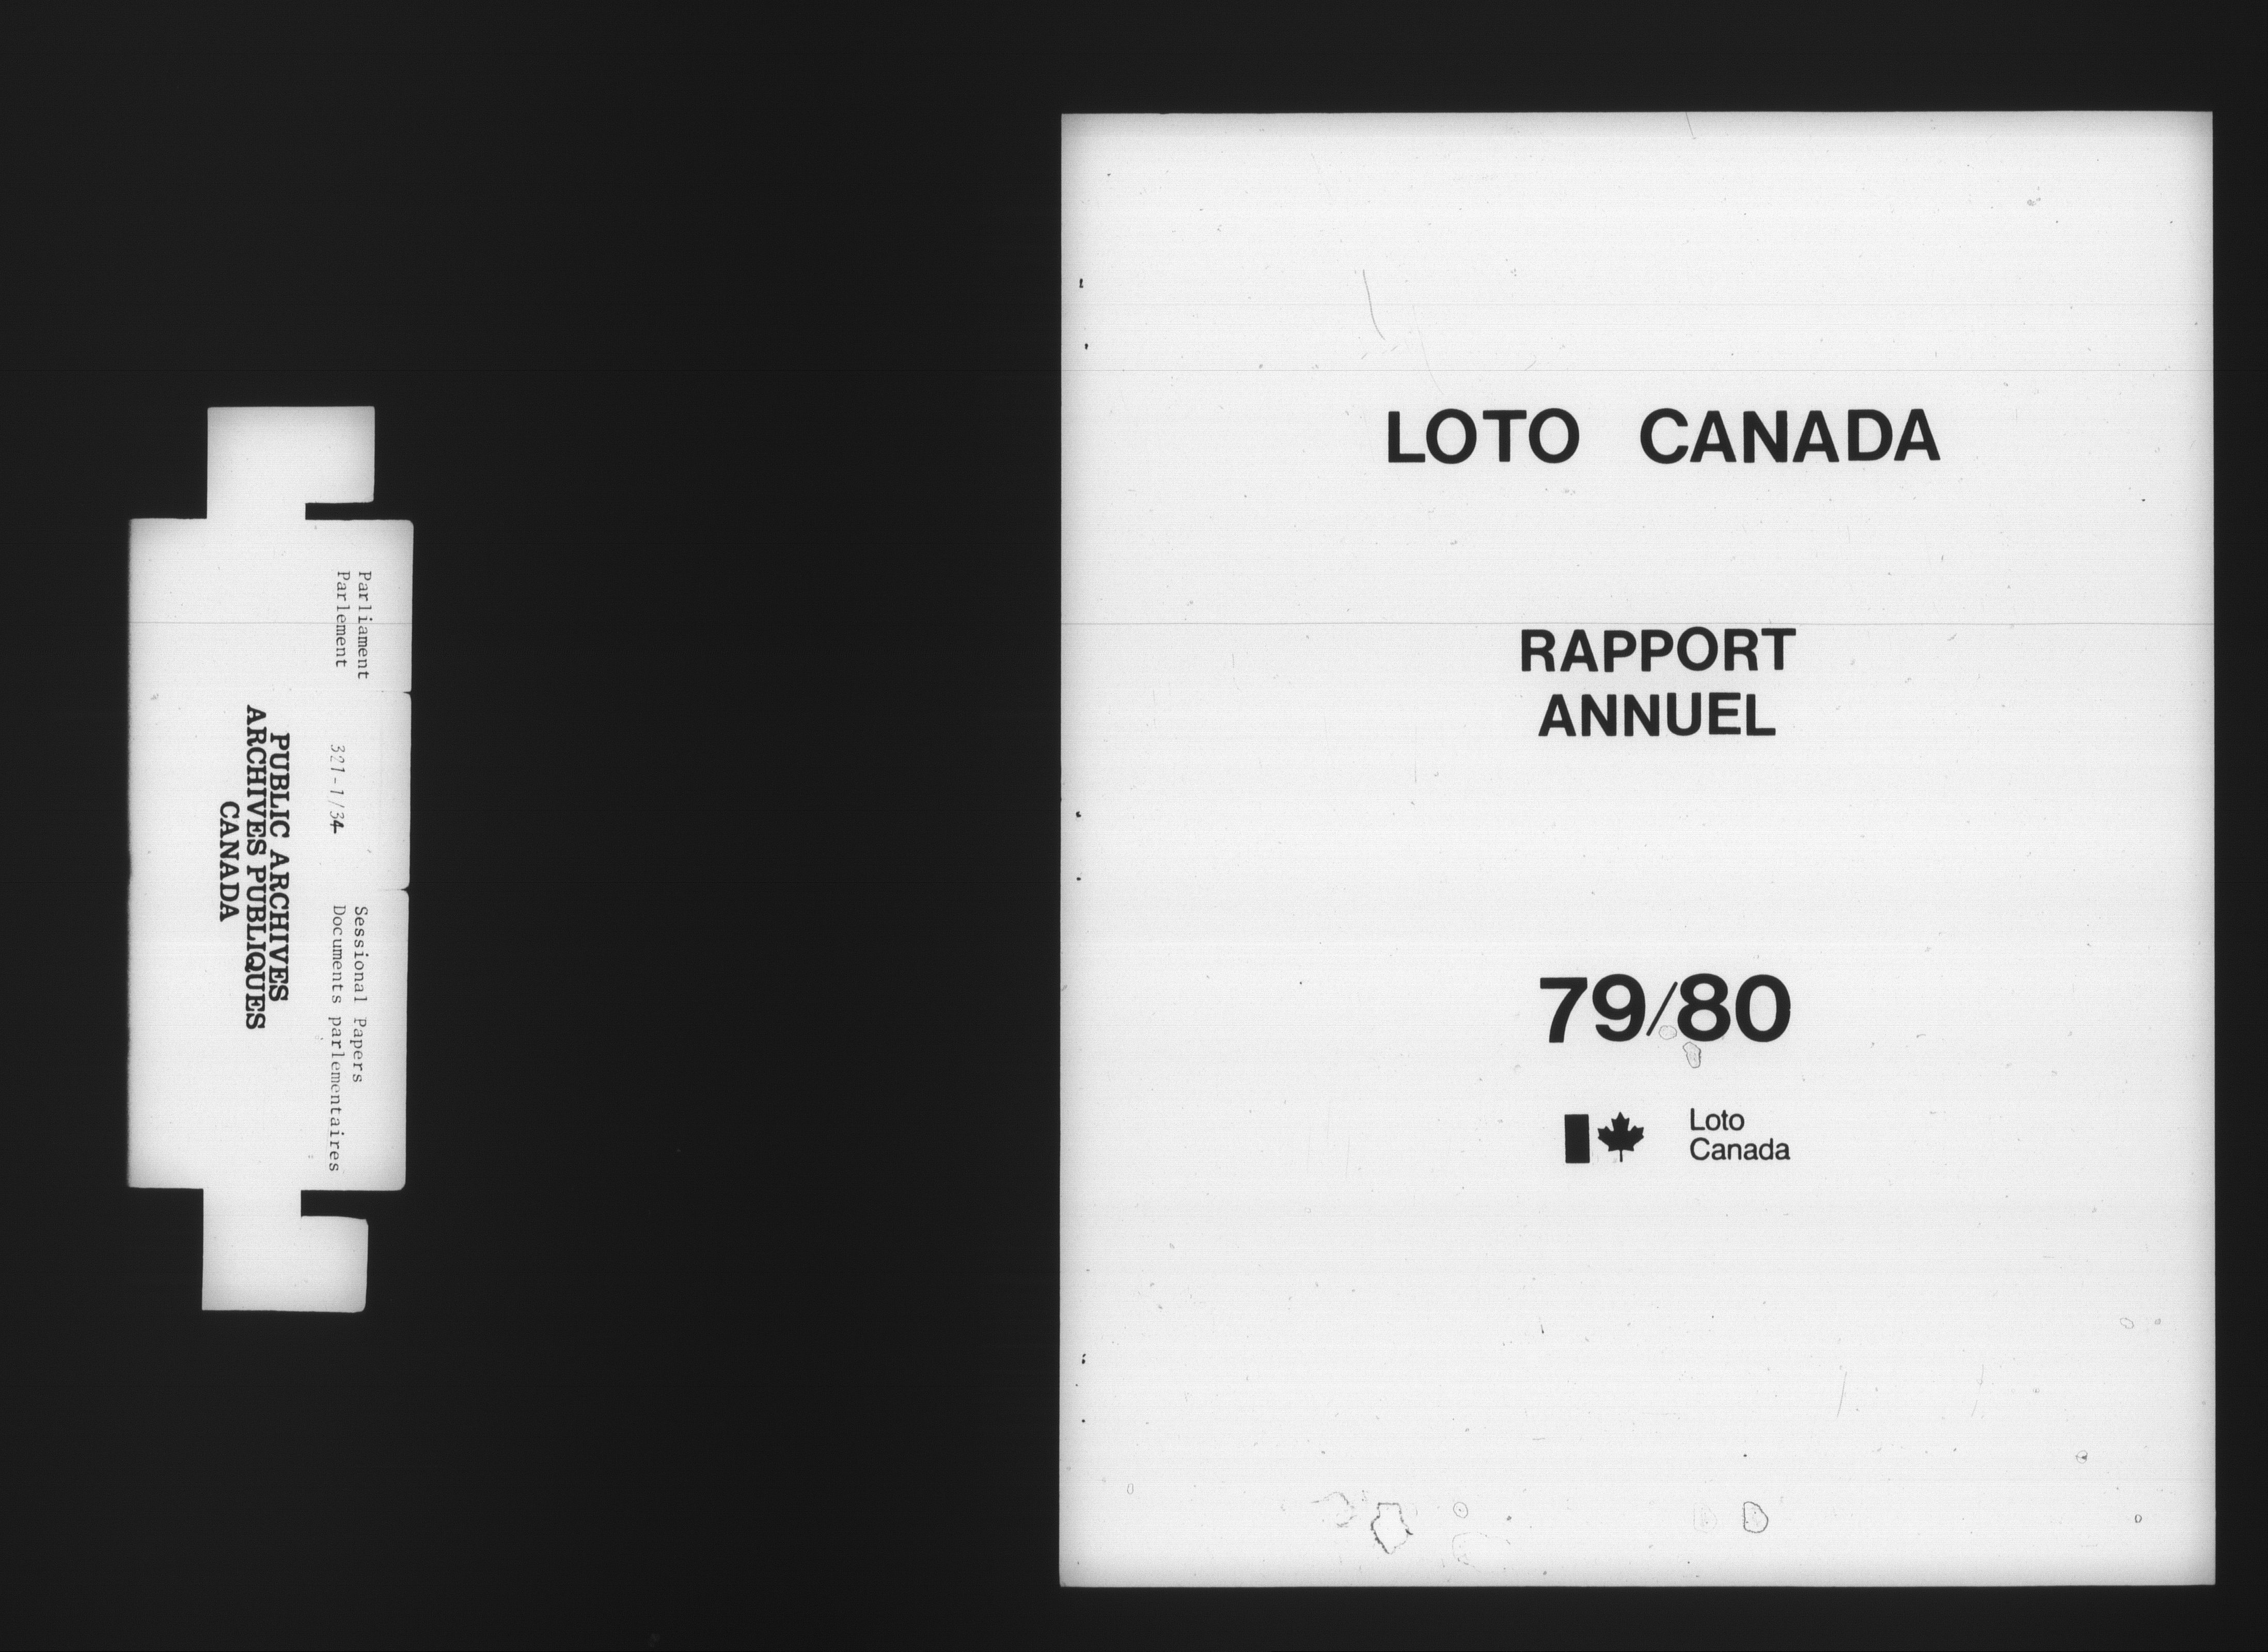 Parliament
Parlement
321-1/34
Sessional Papers
Documents parlementaires
PUBLIC ARCHIVES
ARCHIVES PUBLIQUES
CANADA
LOTO CANADA
RAPPORT
ANNUEL
79/80
Loto
Canada